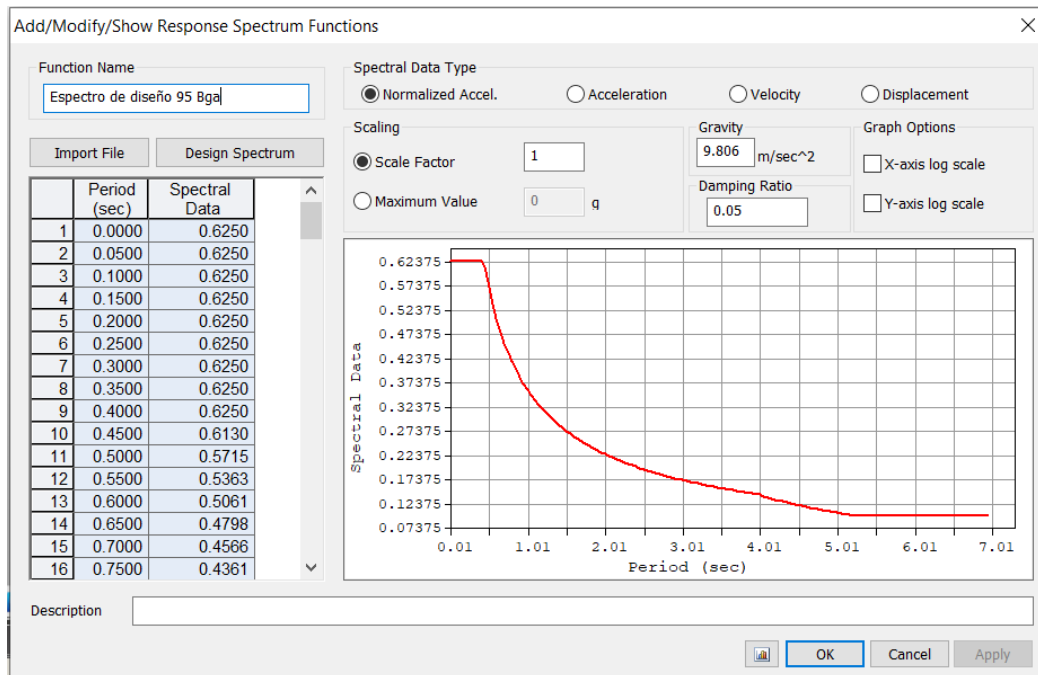 Add/Modify/Show Response Spectrum Functions
Function Name
Espectro de diseño 95 Bga
Import File
Design Spectrum
Period (sec)
Spectral Data
1 0.0000 0.6250
2 0.0500 0.6250
3 0.1000 0.6250
4 0.1500 0.6250
5 0.2000 0.6250
6 0.2500 0.6250
7 0.3000 0.6250
8 0.3500 0.6250
9 0.4000 0.6250
10 0.4500 0.6130
11 0.5000 0.5715
12 0.5500 0.5363
13 0.6000 0.5061
14 0.6500 0.4798
15 0.7000 0.4566
16 0.7500 0.4361
Spectral Data Type
Normalized Accel.
Acceleration
Velocity
Displacement
Scaling
Scale Factor
1
Maximum Value
0
g
Gravity
9.806 m/sec^2
Damping Ratio
0.05
Graph Options
X-axis log scale
Y-axis log scale
0.62375
0.57375
0.52375
0.47375
0.42375
0.37375
0.32375
0.27375
0.22375
0.17375
0.12375
0.07375
Spectral Data
0.01 1.01 2.01 3.01 4.01 5.01 6.01 7.01
Period (sec)
Description
OK
Cancel
Apply